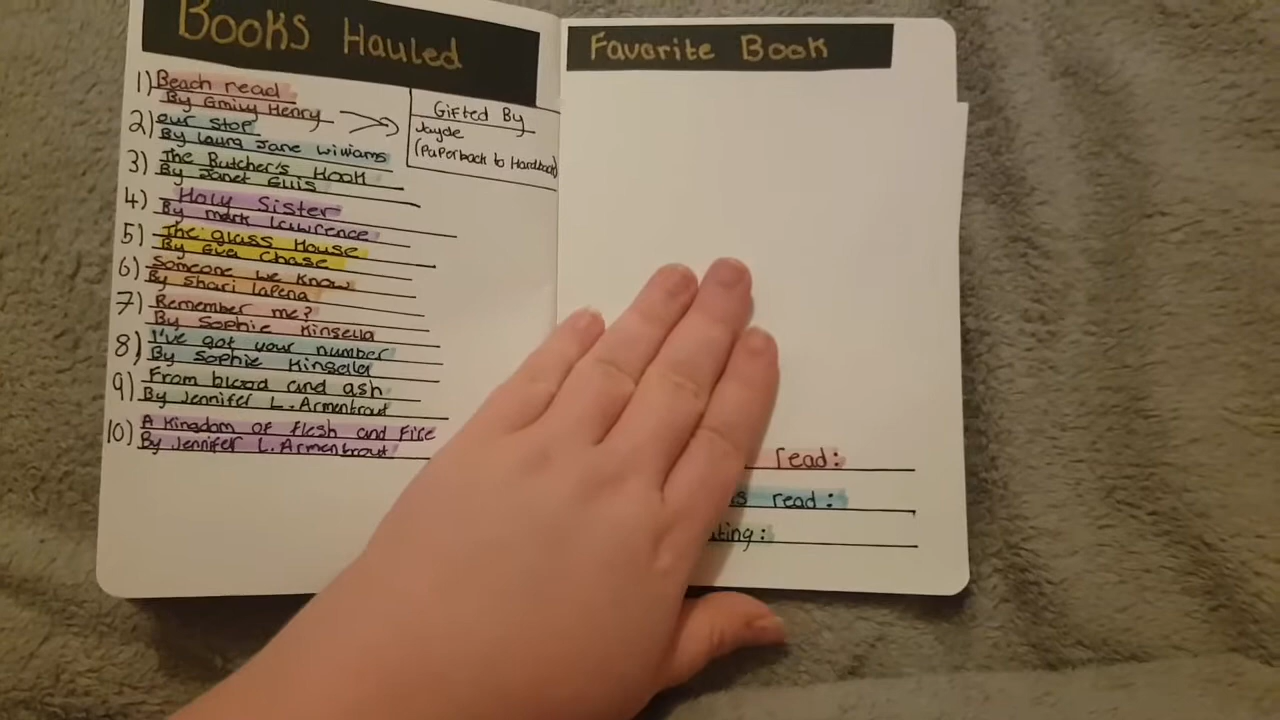 Books Hauled
1) Beach read
By Emily Henry
2) our stop
By Laura Jane Williams
3) The Butcher's Hook
By Janet Ellis
4) Holy Sister
By mark Lawrence
5) The glass House
By Eve Chase
6) Someone we know
By Shari lapena
7) Remember me?
By Sophie Kinsella
8) I've got your number
By Sophie Kinsella
9) From blood and ash
By Jennifer L. Armentrout
10) A Kingdom of flesh and Fire
By Jennifer L. Armentrout
Gifted By
Jayde
(Paperback to Hardback)
Favorite Book
read:
read: